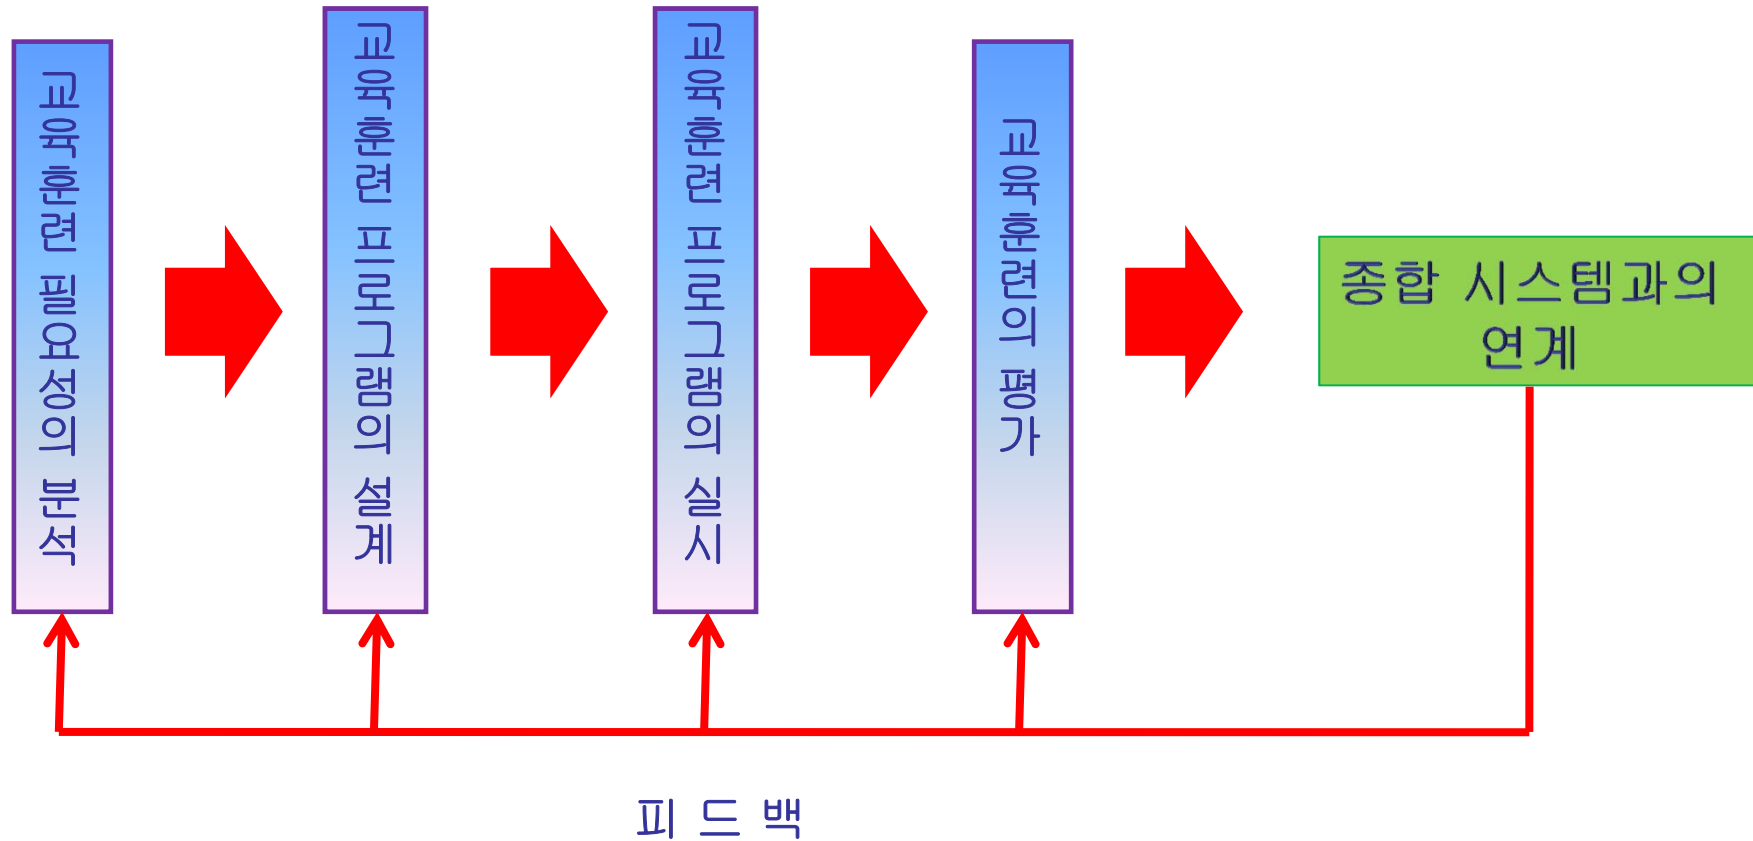 교육훈련 필요성의 분석
교육훈련 프로그램의 설계
교육훈련 프로그램의 실시
교육훈련의 평가
종합 시스템과의
연계
피 드 백